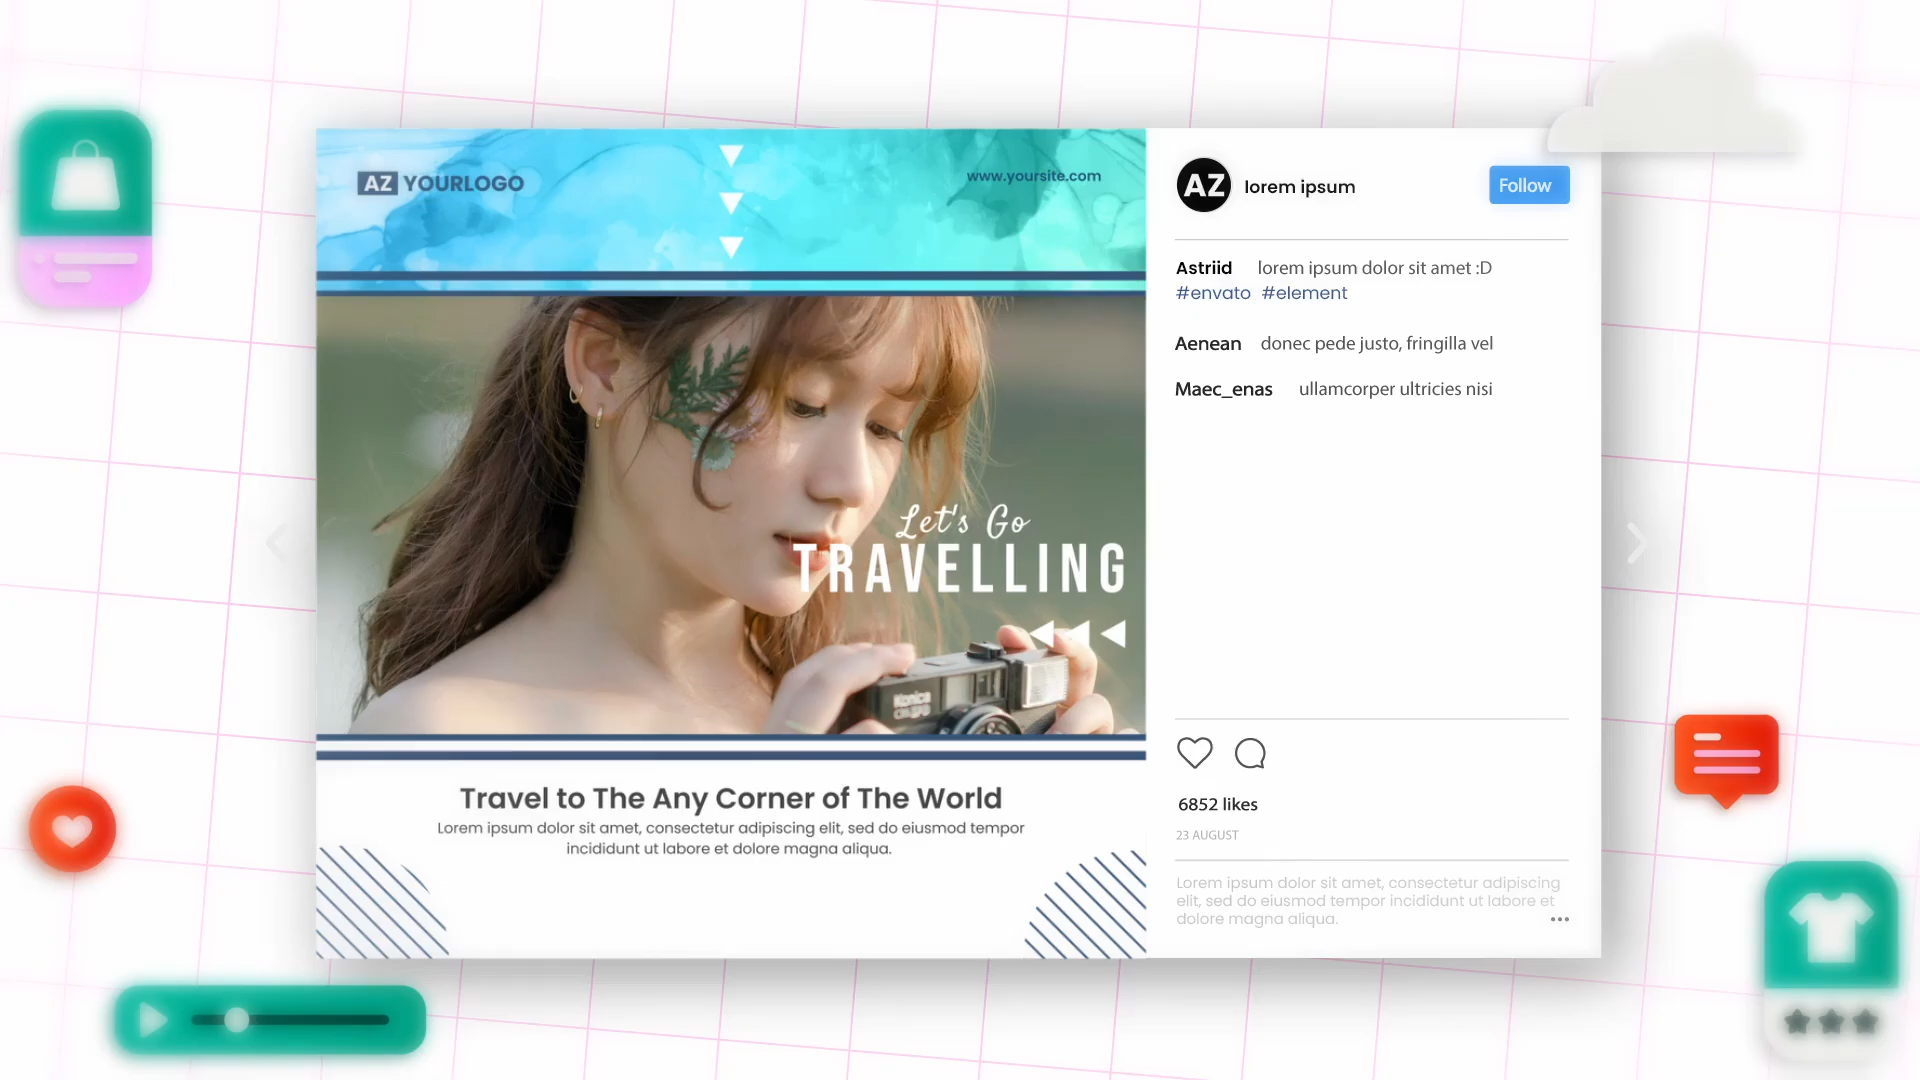 AZ YOURLOGO
www.yoursite.com
Let's Go
TRAVELLING
Konica
Travel to The Any Corner of The World
Lorem ipsum dolor sit amet, consectetur adipiscing elit, sed do eiusmod tempor
incididunt ut labore et dolore magna aliqua.
AZ lorem ipsum
Follow
Astriid lorem ipsum dolor sit amet :D
#envato #element
Aenean donec pede justo, fringilla vel
Maec_enas ullamcorper ultricies nisi
6852 likes
23 AUGUST
Lorem ipsum dolor sit amet, consectetur adipiscing
elit, sed do eiusmod tempor incididunt ut labore et
dolore magna aliqua.